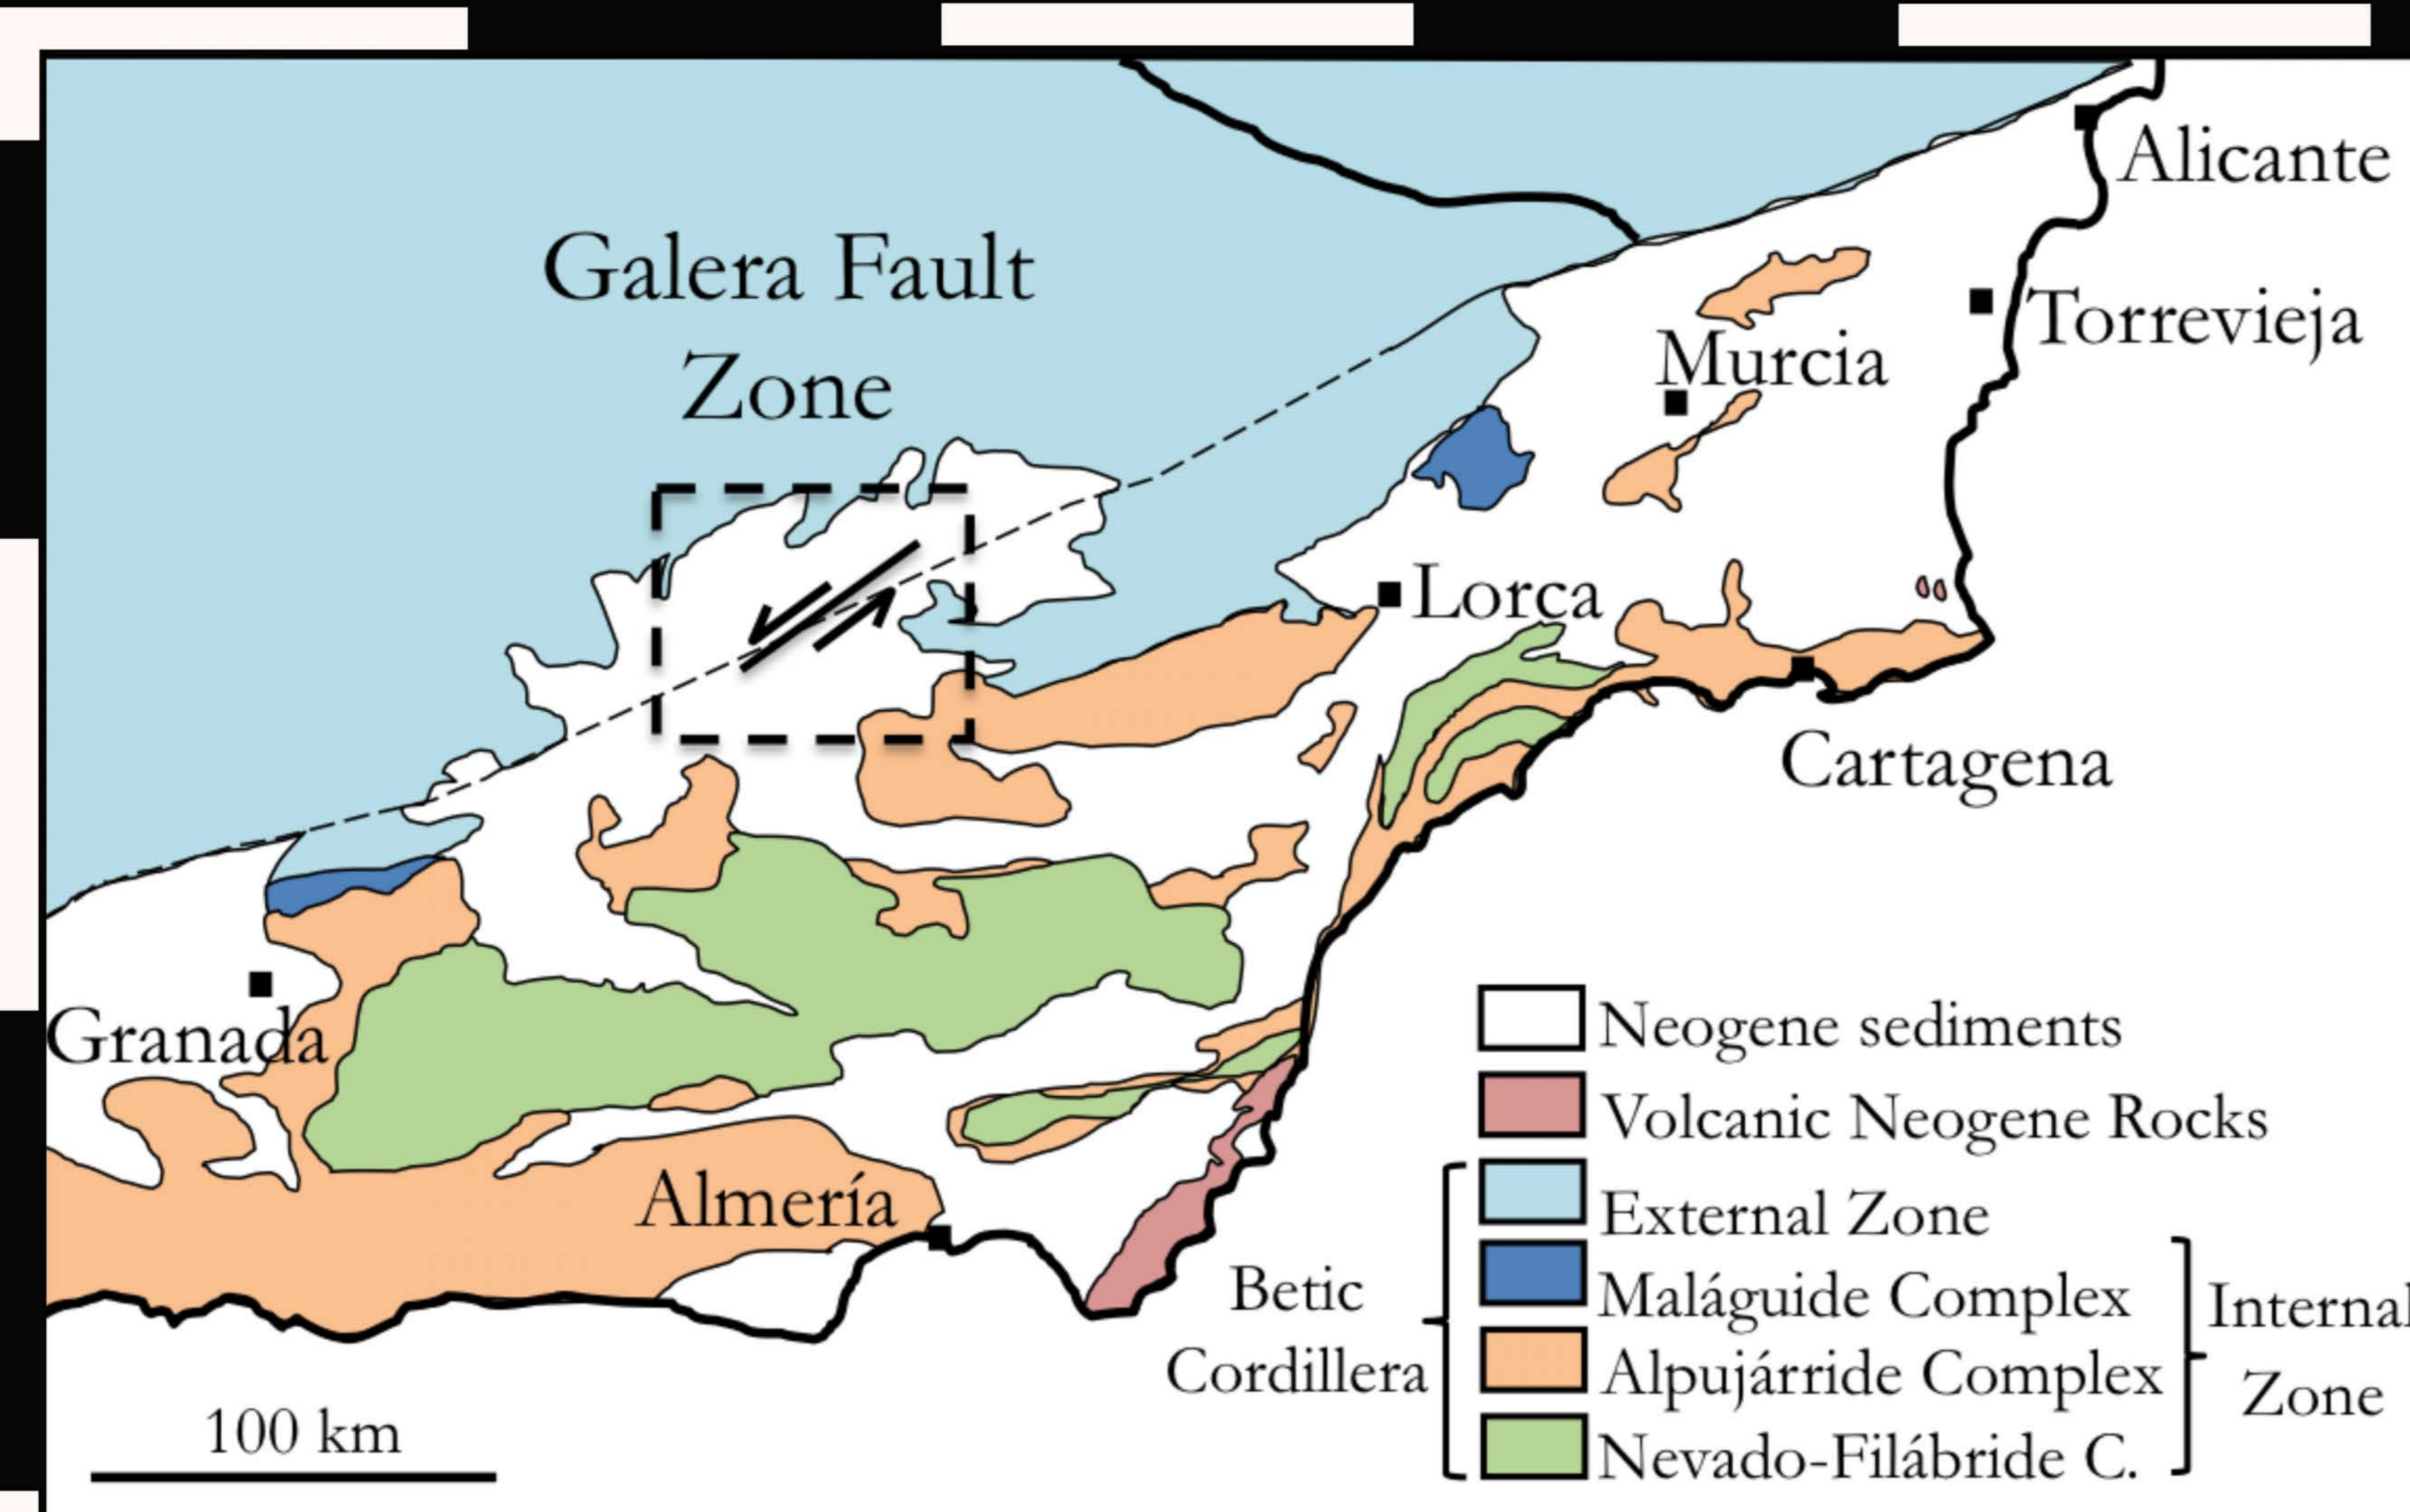 Alicante
Galera Fault
Zone
Torrevieja
Murcia
Lorca
Cartagena
Granada
Almería
Neogene sediments
Volcanic Neogene Rocks
External Zone
Maláguide Complex
Alpujárride Complex
Nevado-Filábride C.
Betic
Cordillera
Internal
Zone
100 km